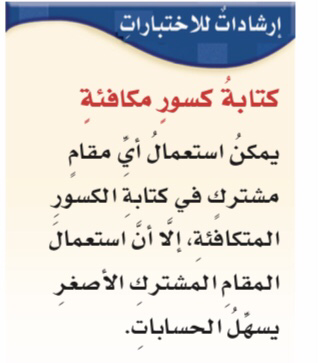 إرشاداتٌ للاختباراتِ
كتابةُ كسورٍ مكافئةٍ
يمكنُ استعمالُ أيِّ مقامٍ
مشتركٍ في كتابةِ الكسورِ
المتكافئةِ، إلَّا أنَّ استعمالَ
المقامِ المشتركِ الأصغرِ
يسهِّلُ الحساباتِ.